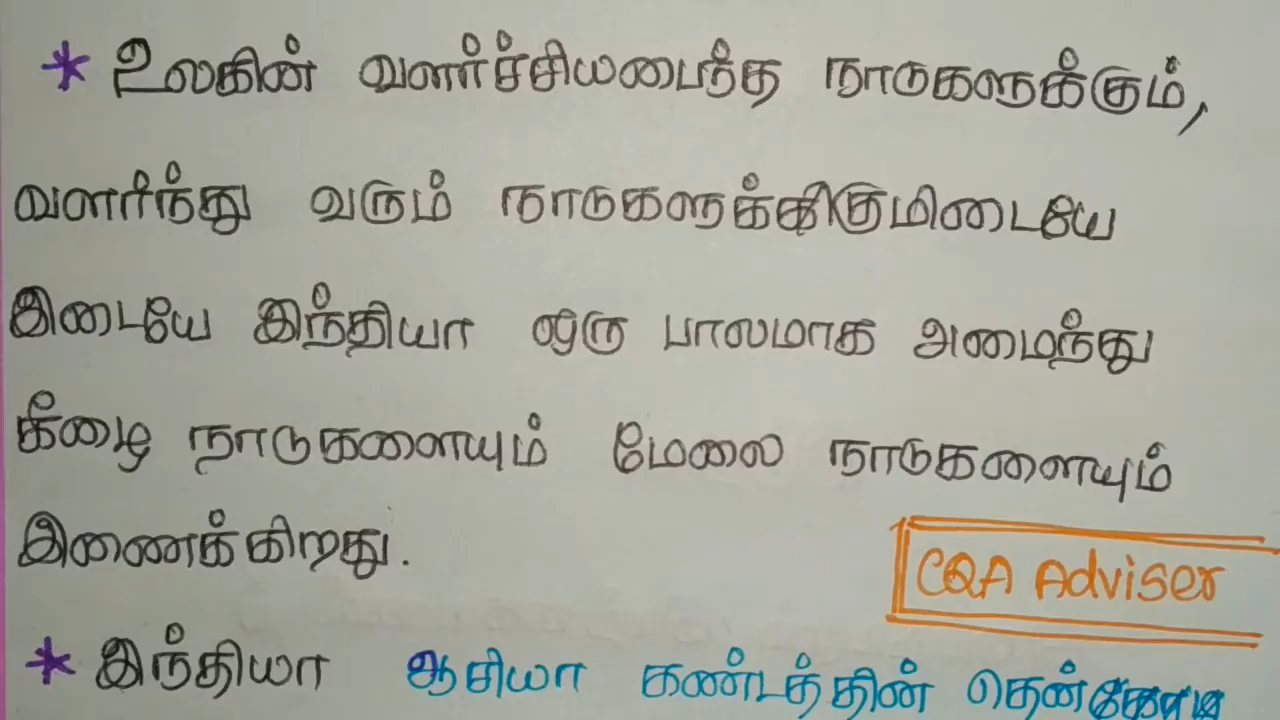 * உலகின் வளர்ச்சியடைந்த நாடுகளுக்கும்,
வளர்ந்து வரும் நாடுகளுக்கிகுமிடையே
இடையே இந்தியா ஒரு பாலமாக அமைந்து
கீழை நாடுகளையும் மேலை நாடுகளையும்
இணைக்கிறது.
CQA Adviser
* இந்தியா ஆசியா கண்டத்தின்